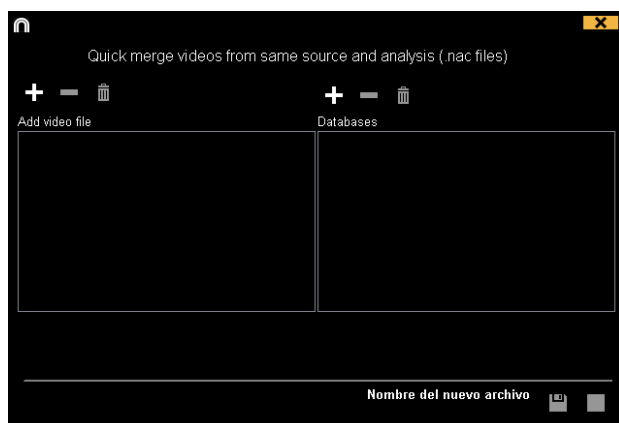 Quick merge videos from same source and analysis (.nac files)
Add video file
Databases
Nombre del nuevo archivo